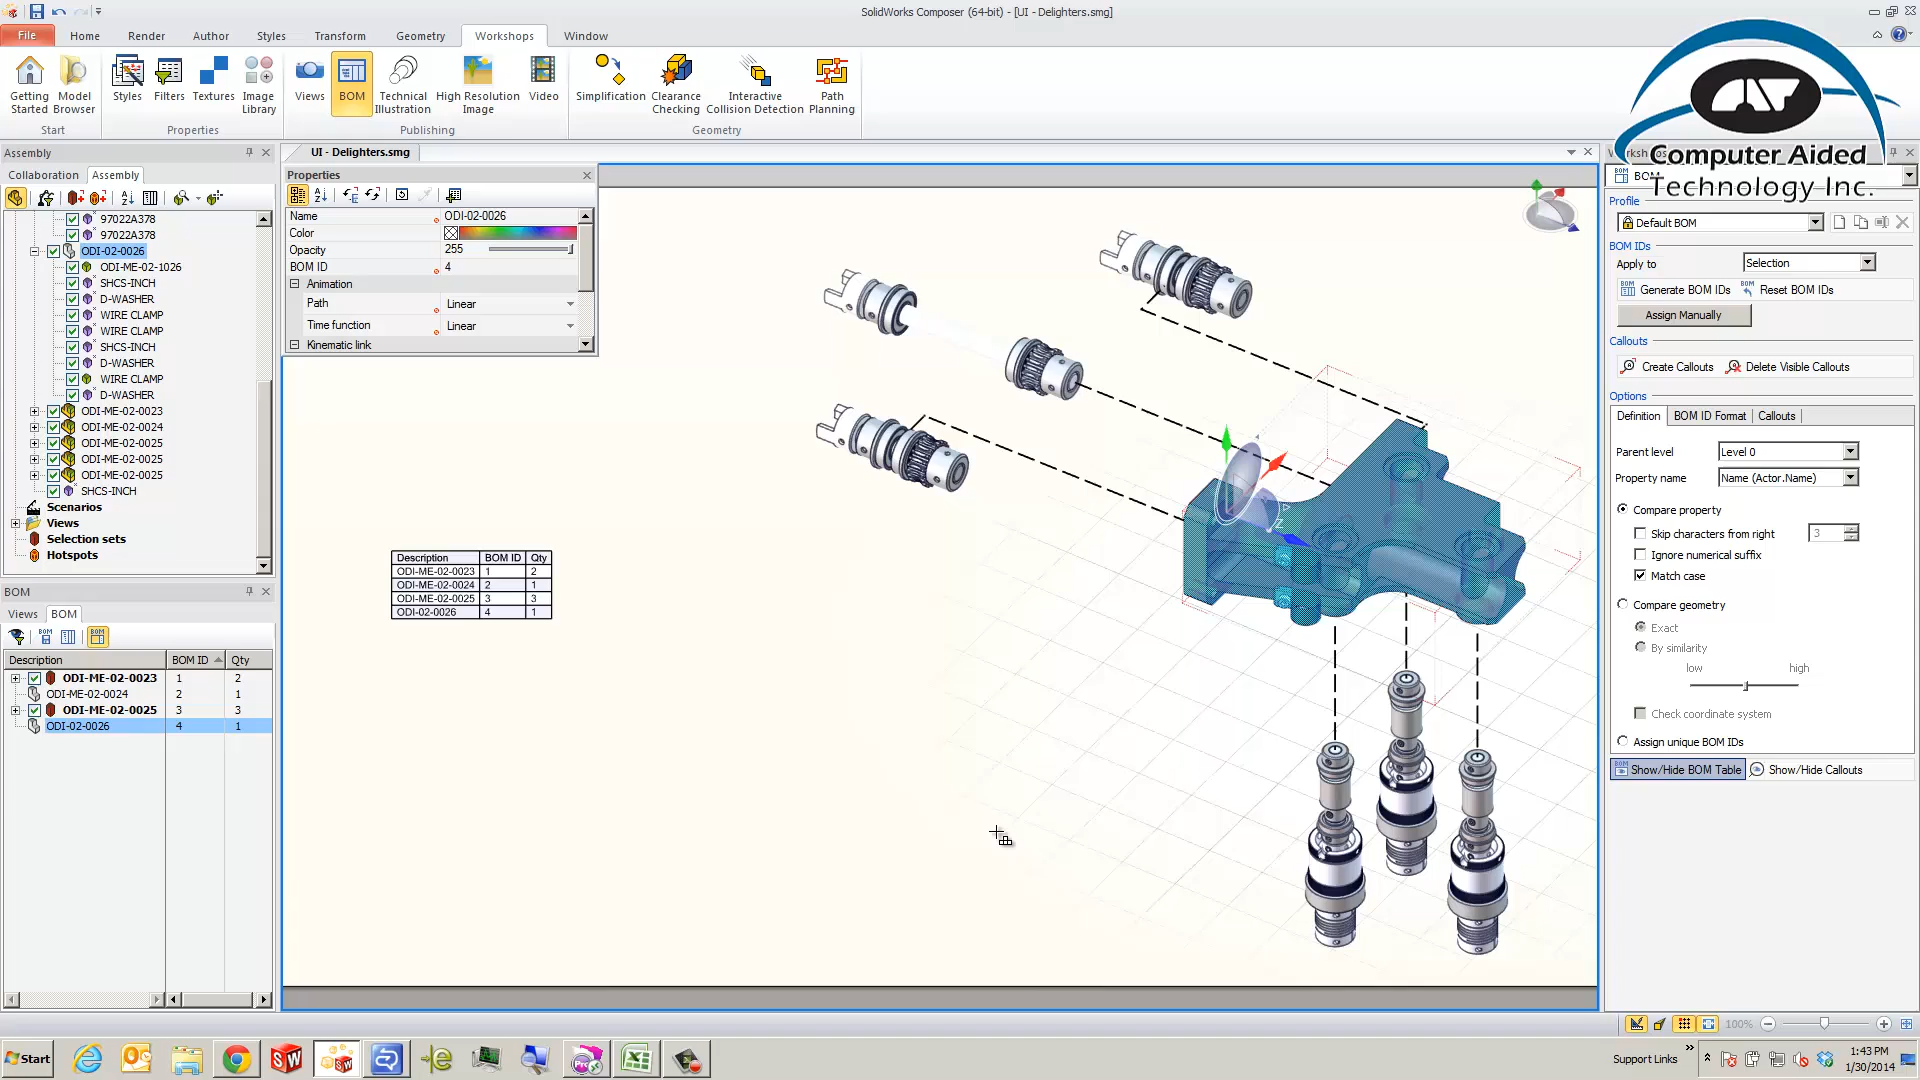 SolidWorks Composer (64-bit) - [UI - Delighters.smg]
File Home Render Author Styles Transform Geometry Workshops Window
Getting Started
Model Browser
Styles
Filters
Textures
Image Library
Views
BOM
Technical Illustration
High Resolution Image
Video
Simplification
Clearance Checking
Interactive Collision Detection
Path Planning
Start
Properties
Publishing
Geometry
Computer Aided
Technology Inc.
Assembly
Collaboration Assembly
97022A378
97022A378
ODI-02-0026
ODI-ME-02-1026
SHCS-INCH
D-WASHER
WIRE CLAMP
WIRE CLAMP
SHCS-INCH
D-WASHER
WIRE CLAMP
D-WASHER
ODI-ME-02-0023
ODI-ME-02-0024
ODI-ME-02-0025
ODI-ME-02-0025
ODI-ME-02-0025
SHCS-INCH
Scenarios
Views
Selection sets
Hotspots
BOM
Views BOM
Description BOM ID Qty
ODI-ME-02-0023 1 2
ODI-ME-02-0024 2 1
ODI-ME-02-0025 3 3
ODI-02-0026 4 1
UI - Delighters.smg
Properties
Name ODI-02-0026
Color
Opacity 255
BOM ID 4
Animation
Path Linear
Time function Linear
Kinematic link
Description BOM ID Qty
ODI-ME-02-0023 1 2
ODI-ME-02-0024 2 1
ODI-ME-02-0025 3 3
ODI-02-0026 4 1
Z
BOM
Profile
Default BOM
BOM IDs
Apply to Selection
Generate BOM IDs Reset BOM IDs
Assign Manually
Callouts
Create Callouts Delete Visible Callouts
Options
Definition BOM ID Format Callouts
Parent level Level 0
Property name Name (Actor.Name)
Compare property
Skip characters from right 3
Ignore numerical suffix
Match case
Compare geometry
Exact
By similarity
low high
Check coordinate system
Assign unique BOM IDs
Show/Hide BOM Table Show/Hide Callouts
100%
Start
Support Links
1:43 PM
1/30/2014